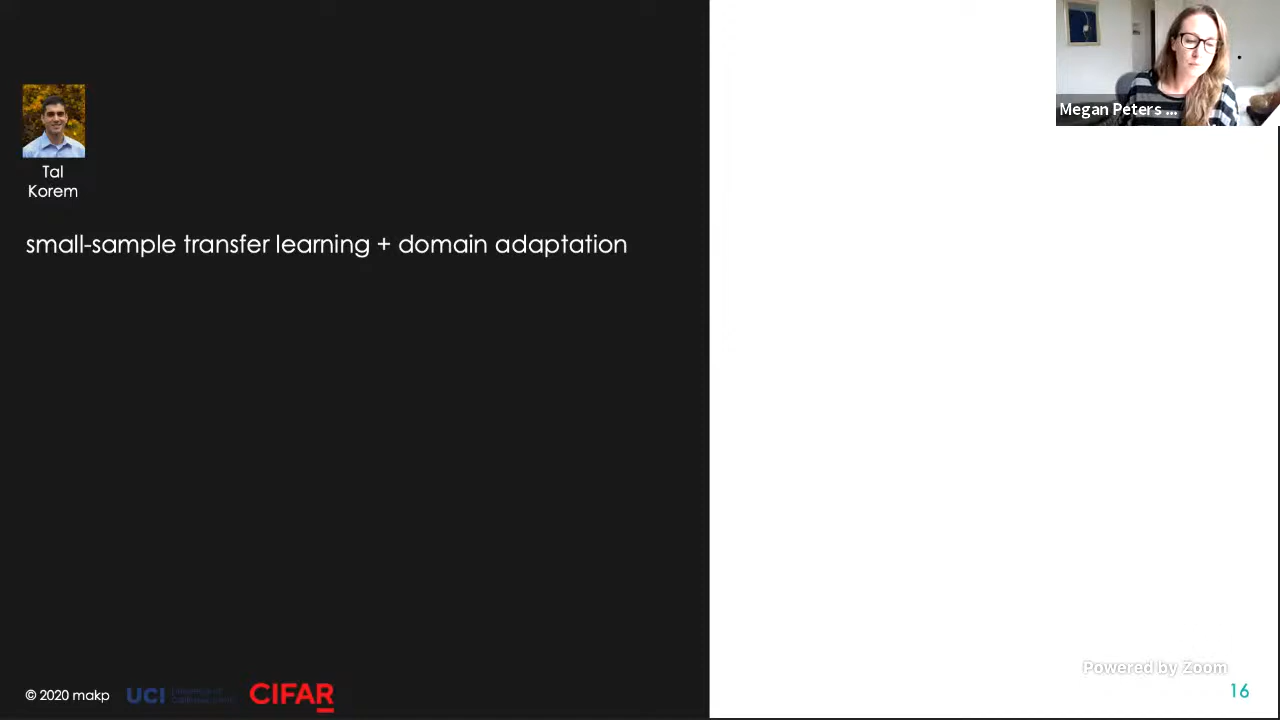 Megan Peters ...
Tal
Korem
small-sample transfer learning + domain adaptation
Powered by Zoom
© 2020 makp
UCI
CIFAR
16